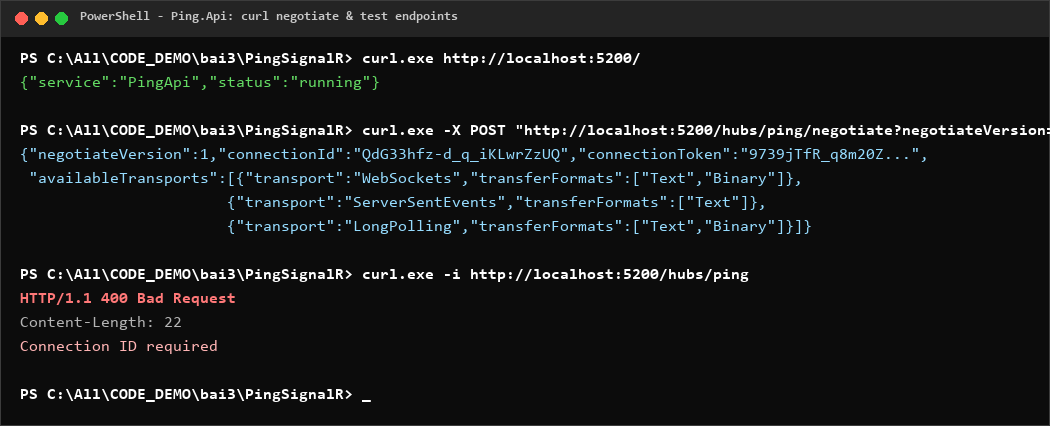 PowerShell - Ping.Api: curl negotiate & test endpoints
PS C:\All\CODE_DEMO\bai3\PingSignalR> curl.exe http://localhost:5200/
{"service":"PingApi","status":"running"}
PS C:\All\CODE_DEMO\bai3\PingSignalR> curl.exe -X POST "http://localhost:5200/hubs/ping/negotiate?negotiateVersion=
{"negotiateVersion":1,"connectionId":"QdG33hfz-d_q_iKLwrZzUQ","connectionToken":"9739jTfR_q8m20Z...",
"availableTransports":[{"transport":"WebSockets","transferFormats":["Text","Binary"]},
{"transport":"ServerSentEvents","transferFormats":["Text"]},
{"transport":"LongPolling","transferFormats":["Text","Binary"]}]}
PS C:\All\CODE_DEMO\bai3\PingSignalR> curl.exe -i http://localhost:5200/hubs/ping
HTTP/1.1 400 Bad Request
Content-Length: 22
Connection ID required
PS C:\All\CODE_DEMO\bai3\PingSignalR> _